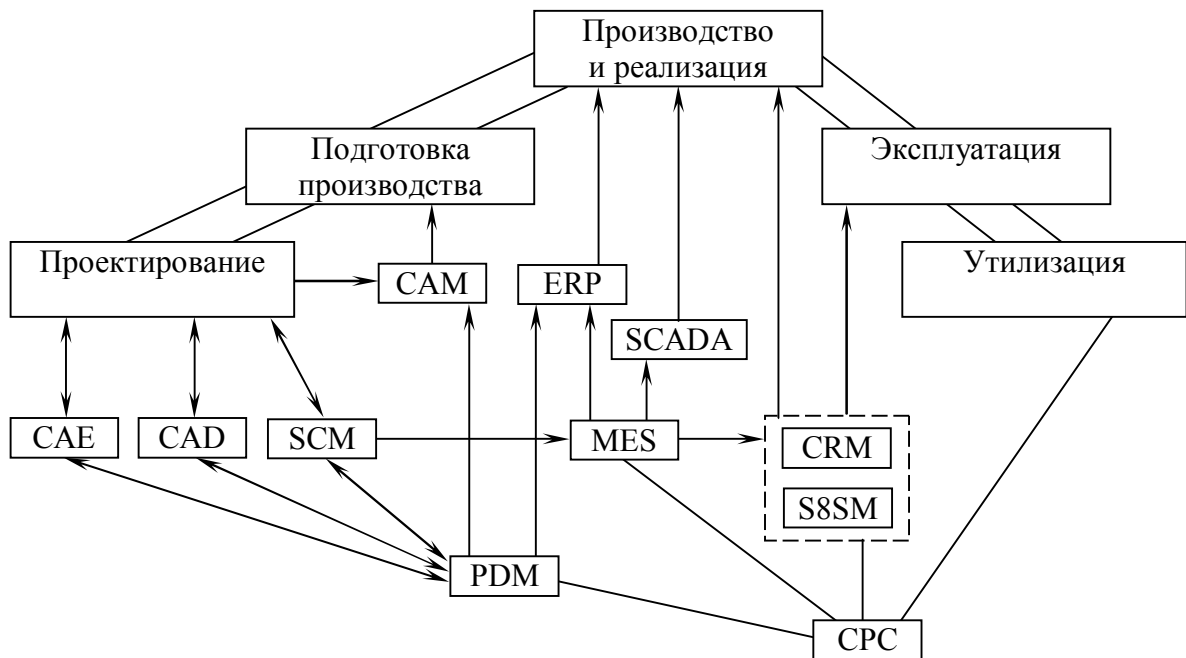 Производство
и реализация
Подготовка
производства
Эксплуатация
Проектирование
Утилизация
CAM
ERP
SCADA
CAE
CAD
SCM
MES
CRM
S8SM
PDM
CPC